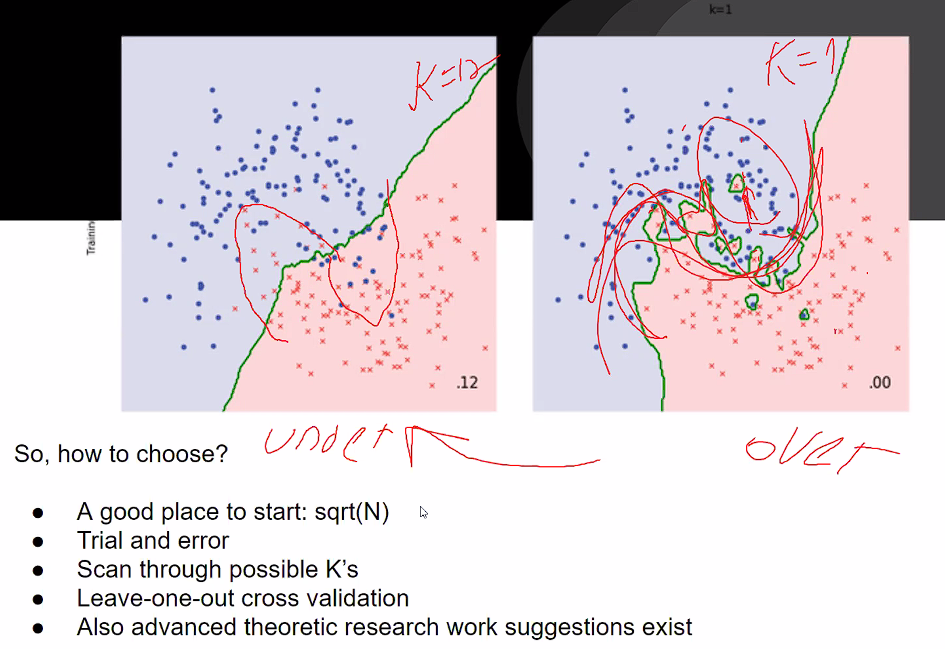 k=1
K=12
K=1
Trainin
.12
.00
under
over
So, how to choose?
● A good place to start: sqrt(N)
● Trial and error
● Scan through possible K’s
● Leave-one-out cross validation
● Also advanced theoretic research work suggestions exist